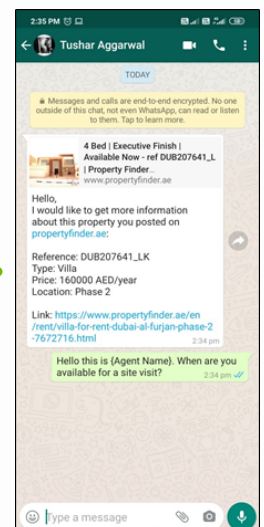 2:35 PM
Tushar Aggarwal
TODAY
Messages and calls are end-to-end encrypted. No one
outside of this chat, not even WhatsApp, can read or listen
to them. Tap to learn more.
4 Bed | Executive Finish |
Available Now - ref DUB207641_L
| Property Finder...
www.propertyfinder.ae
Hello,
I would like to get more information
about this property you posted on
propertyfinder.ae:
Reference: DUB207641_LK
Type: Villa
Price: 160000 AED/year
Location: Phase 2
Link: https://www.propertyfinder.ae/en
/rent/villa-for-rent-dubai-al-furjan-phase-2
-7672716.html
2:34 pm
Hello this is {Agent Name}. When are you
available for a site visit?
2:34 pm
Type a message